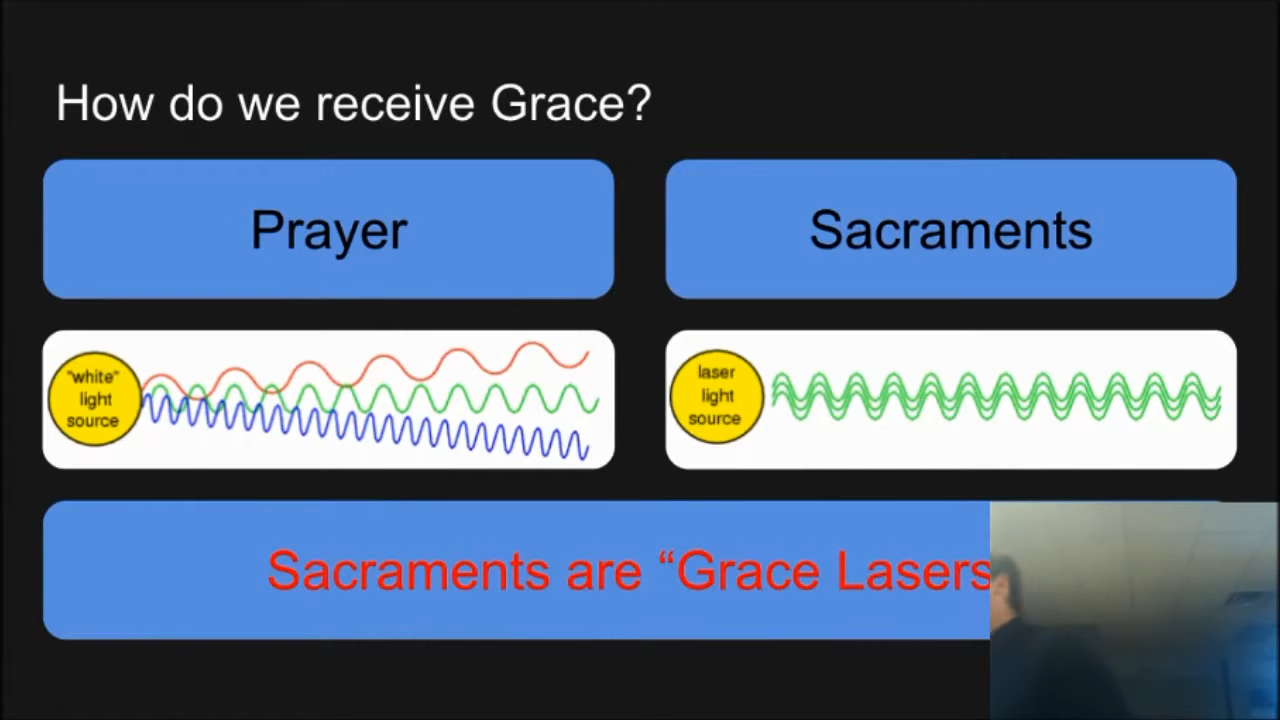 How do we receive Grace?
Prayer
Sacraments
"white"
light
source
laser
light
source
Sacraments are “Grace Lasers